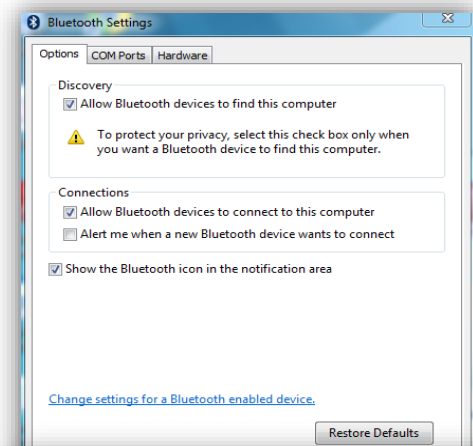 Bluetooth Settings
Options COM Ports Hardware
Discovery
Allow Bluetooth devices to find this computer
To protect your privacy, select this check box only when
you want a Bluetooth device to find this computer.
Connections
Allow Bluetooth devices to connect to this computer
Alert me when a new Bluetooth device wants to connect
Show the Bluetooth icon in the notification area
Change settings for a Bluetooth enabled device.
Restore Defaults